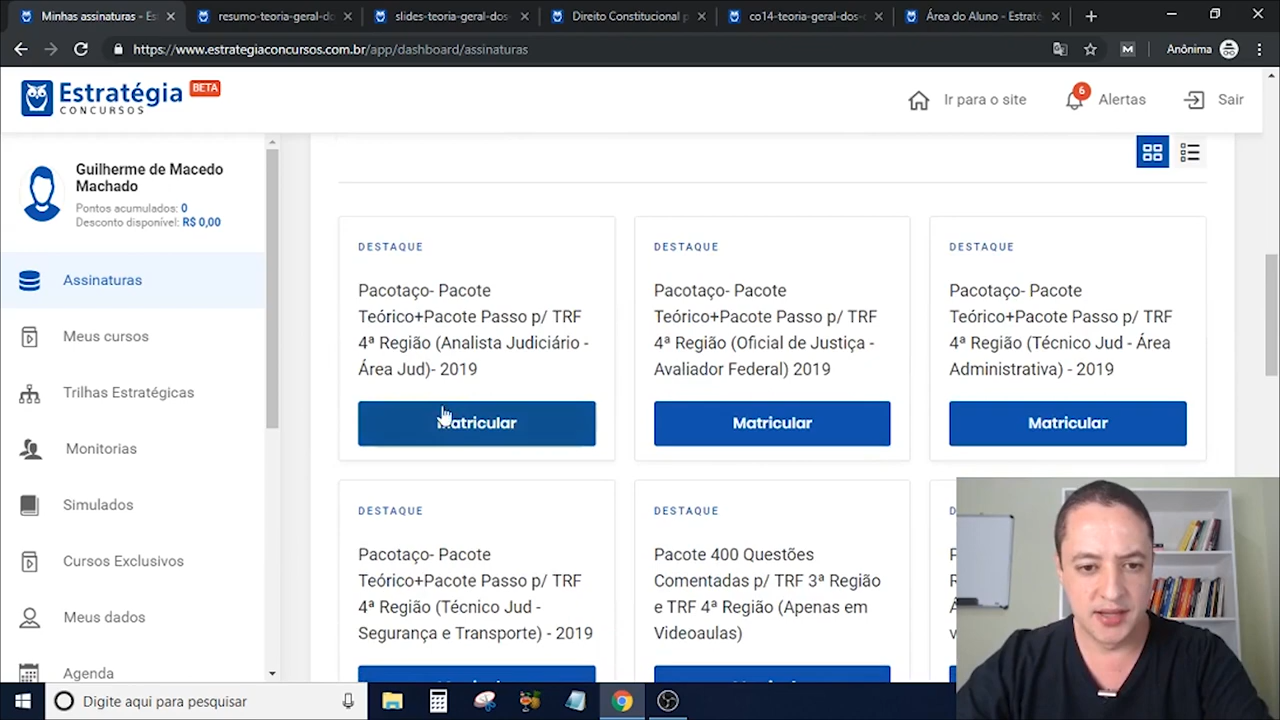 Minhas assinaturas - Es
resumo-teoria-geral-do
slides-teoria-geral-dos-
Direito Constitucional p
co14-teoria-geral-dos-
Área do Aluno - Estraté
https://www.estrategiaconcursos.com.br/app/dashboard/assinaturas
M
Anônima
Estratégia
CONCURSOS
BETA
Ir para o site
6
Alertas
Sair
Guilherme de Macedo
Machado
Pontos acumulados: 0
Desconto disponível: R$ 0,00
Assinaturas
Meus cursos
Trilhas Estratégicas
Monitorias
Simulados
Cursos Exclusivos
Meus dados
Agenda
DESTAQUE
Pacotaço- Pacote
Teórico+Pacote Passo p/ TRF
4ª Região (Analista Judiciário -
Área Jud)- 2019
Matricular
DESTAQUE
Pacotaço- Pacote
Teórico+Pacote Passo p/ TRF
4ª Região (Oficial de Justiça -
Avaliador Federal) 2019
Matricular
DESTAQUE
Pacotaço- Pacote
Teórico+Pacote Passo p/ TRF
4ª Região (Técnico Jud - Área
Administrativa) - 2019
Matricular
DESTAQUE
Pacotaço- Pacote
Teórico+Pacote Passo p/ TRF
4ª Região (Técnico Jud -
Segurança e Transporte) - 2019
DESTAQUE
Pacote 400 Questões
Comentadas p/ TRF 3ª Região
e TRF 4ª Região (Apenas em
Videoaulas)
Digite aqui para pesquisar